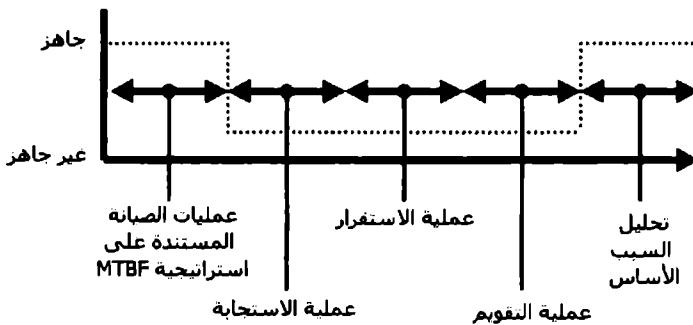 جاهز
غير جاهز
عمليات الصيانة
المستندة على
استراتيجية MTBF
عملية الاستجابة
عملية الاستقرار
عملية التقويم
تحليل
السبب
الأساس